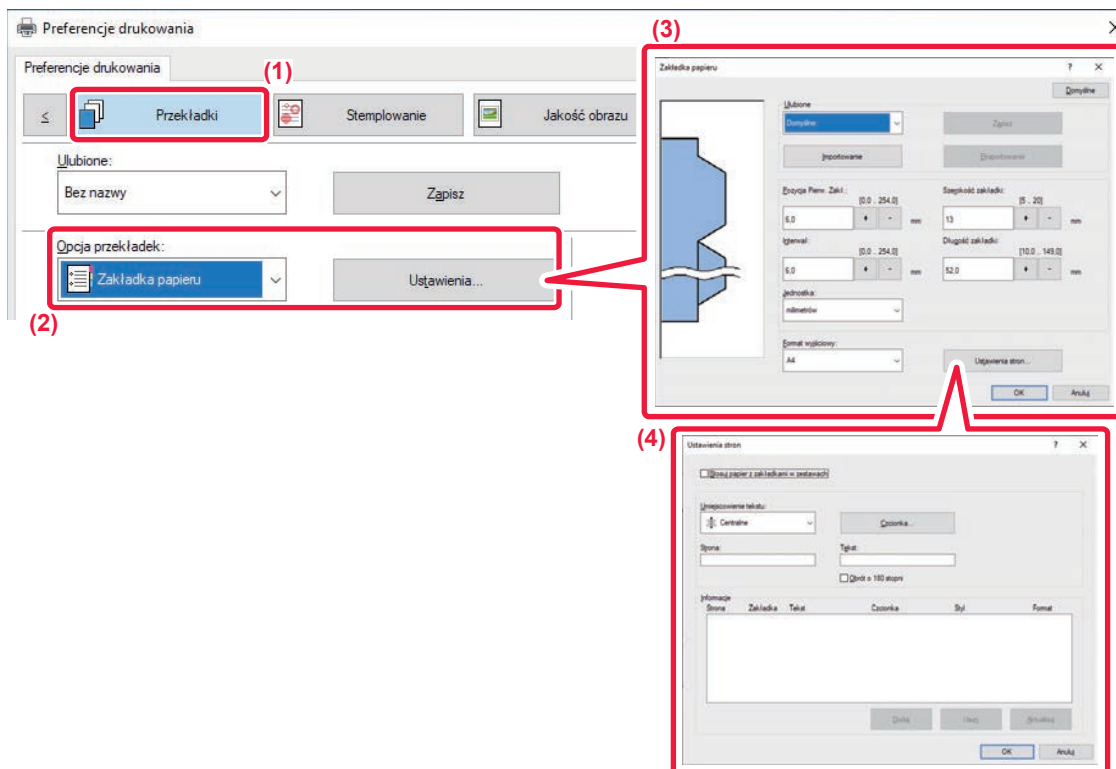 Preferencje drukowania
Preferencje drukowania
(1)
≤ Przekładki Stemplowanie Jakość obrazu
Ulubione:
Bez nazwy Zapisz
Opcja przekładek:
Zakładka papieru Ustawienia...
(2)
(3)
Zakładka papieru ? X
Domyślne
Ulubione
Domyślne Zapisz
Importowanie Eksportowanie
Pozycja Pierw. Zakł.: Szerokość zakładki:
[0,0 .. 254,0] [5 .. 20]
6,0 + - mm 13 + - mm
Interwał: Długość zakładki:
[0,0 .. 254,0] [10,0 .. 149,0]
6,0 + - mm 52,0 + - mm
Jednostka:
milimetrów
Format wyjściowy:
A4 Ustawienia stron...
OK Anuluj
(4)
Ustawienia stron ? X
Stosuj papier z zakładkami w zestawach
Umiejscowienie tekstu:
Centralne Czcionka...
Strona: Tekst:
Obrót o 180 stopni
Informacje
Strona Zakładka Tekst Czcionka Styl Format
Dodaj Usuń Aktualizuj
OK Anuluj